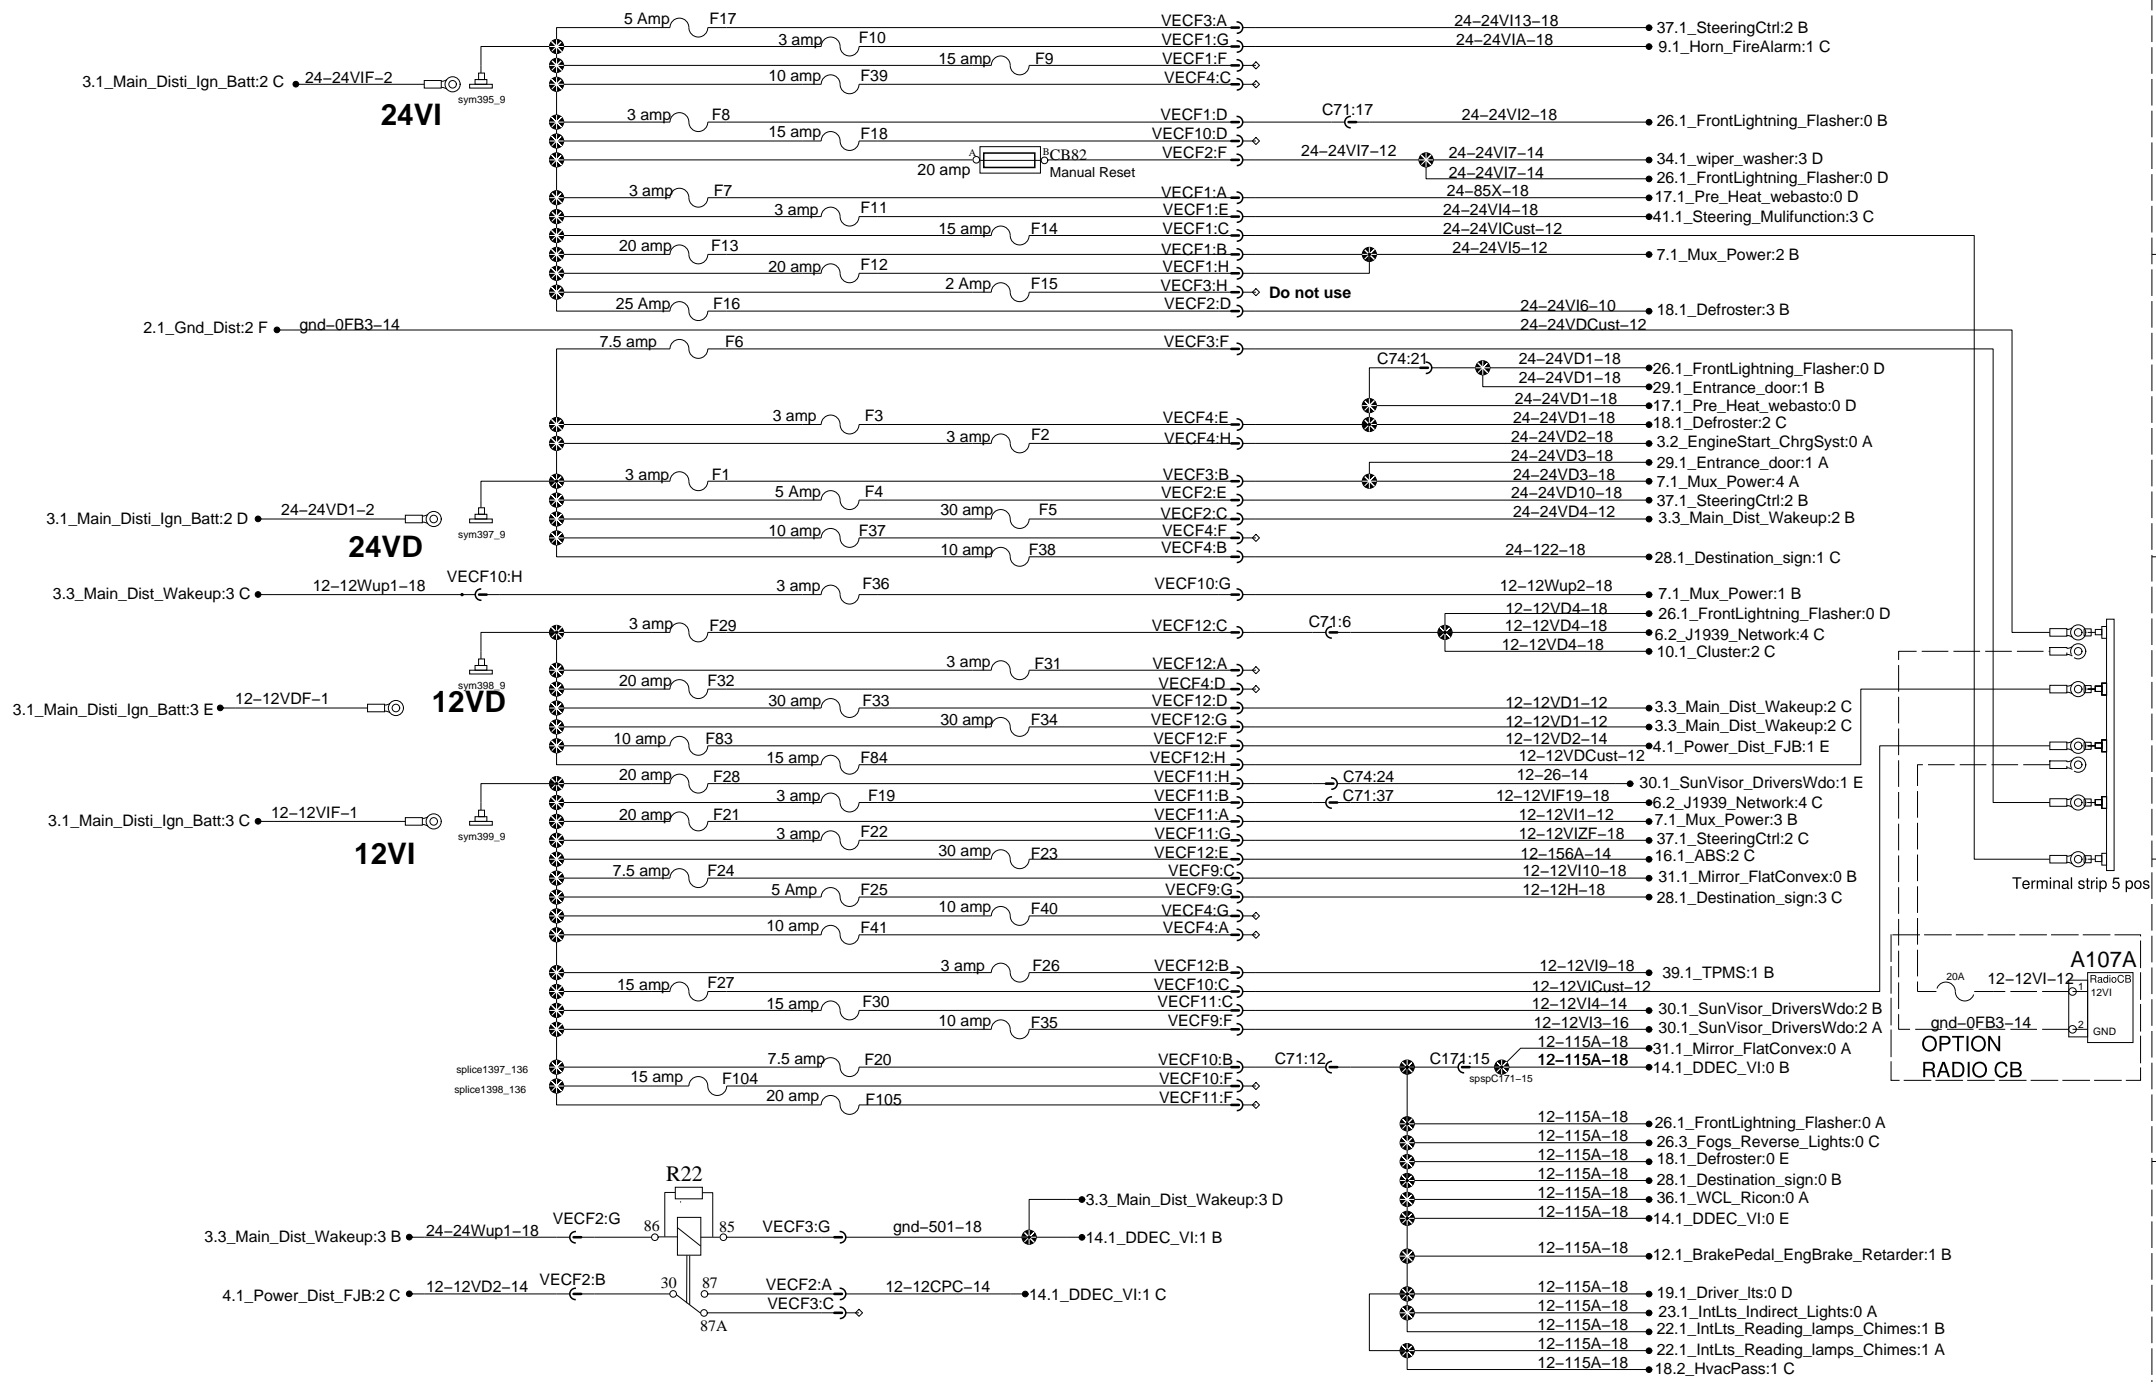 5 Amp F17 VECF3:A 24–24VI13–18 37.1_SteeringCtrl:2 B
3 amp F10 VECF1:G 24–24VIA–18 9.1_Horn_FireAlarm:1 C
15 amp F9 VECF1:F
3.1_Main_Disti_Ign_Batt:2 C 24–24VIF–2 10 amp F39 VECF4:C
sym395_9
24VI
3 amp F8 VECF1:D C71:17 24–24VI2–18 26.1_FrontLightning_Flasher:0 B
15 amp F18 VECF10:D
20 amp A B CB82 VECF2:F 24–24VI7–12 24–24VI7–14 34.1_wiper_washer:3 D
Manual Reset
24–24VI7–14 26.1_FrontLightning_Flasher:0 D
3 amp F7 VECF1:A 24–85X–18 17.1_Pre_Heat_webasto:0 D
3 amp F11 VECF1:E 24–24VI4–18 41.1_Steering_Mulifunction:3 C
15 amp F14 VECF1:C 24–24VICust–12
20 amp F13 VECF1:B 24–24VI5–12 7.1_Mux_Power:2 B
20 amp F12 VECF1:H
2 Amp F15 VECF3:H Do not use
25 Amp F16 VECF2:D 24–24VI6–10 18.1_Defroster:3 B
2.1_Gnd_Dist:2 F gnd–0FB3–14 24–24VDCust–12
7.5 amp F6 VECF3:F
C74:21 24–24VD1–18 26.1_FrontLightning_Flasher:0 D
24–24VD1–18 29.1_Entrance_door:1 B
24–24VD1–18 17.1_Pre_Heat_webasto:0 D
3 amp F3 VECF4:E 24–24VD1–18 18.1_Defroster:2 C
3 amp F2 VECF4:H 24–24VD2–18 3.2_EngineStart_ChrgSyst:0 A
24–24VD3–18 29.1_Entrance_door:1 A
3 amp F1 VECF3:B 24–24VD3–18 7.1_Mux_Power:4 A
5 Amp F4 VECF2:E 24–24VD10–18 37.1_SteeringCtrl:2 B
3.1_Main_Disti_Ign_Batt:2 D 24–24VD1–2 30 amp F5 VECF2:C 24–24VD4–12 3.3_Main_Dist_Wakeup:2 B
sym397_9
24VD
10 amp F37 VECF4:F
10 amp F38 VECF4:B 24–122–18 28.1_Destination_sign:1 C
3.3_Main_Dist_Wakeup:3 C 12–12Wup1–18 VECF10:H 3 amp F36 VECF10:G 12–12Wup2–18 7.1_Mux_Power:1 B
12–12VD4–18 26.1_FrontLightning_Flasher:0 D
3 amp F29 VECF12:C C71:6 12–12VD4–18 6.2_J1939_Network:4 C
12–12VD4–18 10.1_Cluster:2 C
3 amp F31 VECF12:A
sym398_9
20 amp F32 VECF4:D
3.1_Main_Disti_Ign_Batt:3 E 12–12VDF–1 12VD 30 amp F33 VECF12:D 12–12VD1–12 3.3_Main_Dist_Wakeup:2 C
30 amp F34 VECF12:G 12–12VD1–12 3.3_Main_Dist_Wakeup:2 C
10 amp F83 VECF12:F 12–12VD2–14 4.1_Power_Dist_FJB:1 E
15 amp F84 VECF12:H 12–12VDCust–12
20 amp F28 VECF11:H C74:24 12–26–14 30.1_SunVisor_DriversWdo:1 E
3 amp F19 VECF11:B C71:37 12–12VIF19–18 6.2_J1939_Network:4 C
3.1_Main_Disti_Ign_Batt:3 C 12–12VIF–1 20 amp F21 VECF11:A 12–12VI1–12 7.1_Mux_Power:3 B
sym399_9
12VI
3 amp F22 VECF11:G 12–12VIZF–18 37.1_SteeringCtrl:2 C
30 amp F23 VECF12:E 12–156A–14 16.1_ABS:2 C
7.5 amp F24 VECF9:C 12–12VI10–18 31.1_Mirror_FlatConvex:0 B
Terminal strip 5 pos
5 Amp F25 VECF9:G 12–12H–18 28.1_Destination_sign:3 C
10 amp F40 VECF4:G
10 amp F41 VECF4:A
3 amp F26 VECF12:B 12–12VI9–18 39.1_TPMS:1 B
15 amp F27 VECF10:C 12–12VICust–12
15 amp F30 VECF11:C 12–12VI4–14 30.1_SunVisor_DriversWdo:2 B
10 amp F35 VECF9:F 12–12VI3–16 30.1_SunVisor_DriversWdo:2 A
A107A
20A 12–12VI–12 1 RadioCB
12VI
gnd–0FB3–14 2 GND
OPTION
RADIO CB
12–115A–18 31.1_Mirror_FlatConvex:0 A
splice1397_136 7.5 amp F20 VECF10:B C71:12 C171:15 12–115A–18 14.1_DDEC_VI:0 B
spspC171–15
splice1398_136 15 amp F104 VECF10:F
20 amp F105 VECF11:F
12–115A–18 26.1_FrontLightning_Flasher:0 A
12–115A–18 26.3_Fogs_Reverse_Lights:0 C
12–115A–18 18.1_Defroster:0 E
12–115A–18 28.1_Destination_sign:0 B
12–115A–18 36.1_WCL_Ricon:0 A
12–115A–18 14.1_DDEC_VI:0 E
12–115A–18 12.1_BrakePedal_EngBrake_Retarder:1 B
12–115A–18 19.1_Driver_lts:0 D
12–115A–18 23.1_IntLts_Indirect_Lights:0 A
12–115A–18 22.1_IntLts_Reading_lamps_Chimes:1 B
12–115A–18 22.1_IntLts_Reading_lamps_Chimes:1 A
12–115A–18 18.2_HvacPass:1 C
R22
3.3_Main_Dist_Wakeup:3 D
3.3_Main_Dist_Wakeup:3 B 24–24Wup1–18 VECF2:G 86 85 VECF3:G gnd–501–18 14.1_DDEC_VI:1 B
4.1_Power_Dist_FJB:2 C 12–12VD2–14 VECF2:B 30 87 VECF2:A 12–12CPC–14 14.1_DDEC_VI:1 C
87A VECF3:C